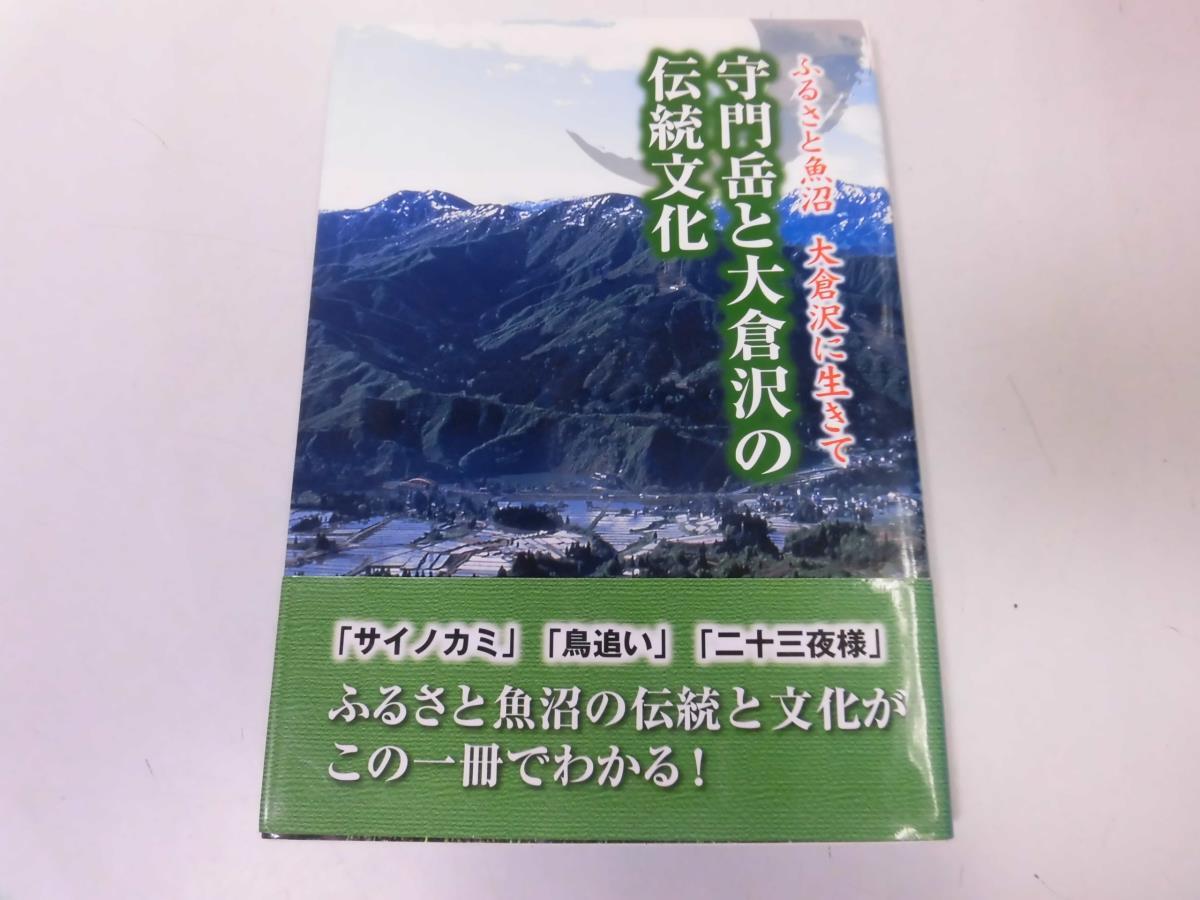 ふるさと魚沼　大倉沢に生きて
守門岳と大倉沢の
伝統文化
「サイノカミ」「鳥追い」「二十三夜様」
ふるさと魚沼の伝統と文化が
この一冊でわかる！